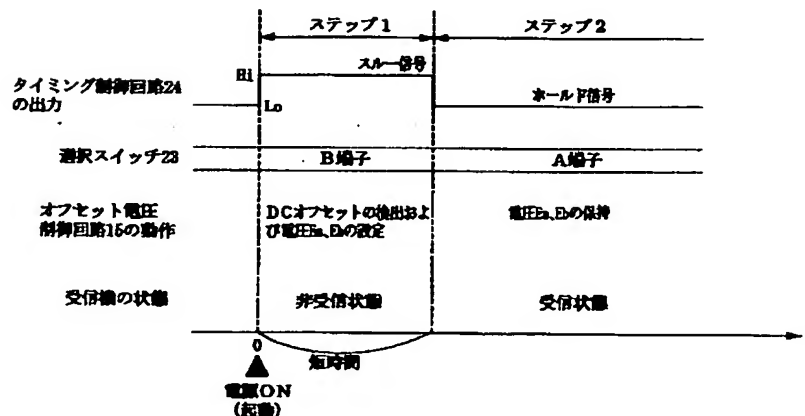 ステップ1
ステップ2
タイミング制御回路24
の出力
Hi
Lo
スルー信号
ホールド信号
選択スイッチ23
B端子
A端子
オフセット電圧
制御回路15の動作
DCオフセットの検出およ
び電圧Ea、Ebの設定
電圧Ea、Ebの保持
受信機の状態
非受信状態
受信状態
0
短時間
電源ON
(起動)